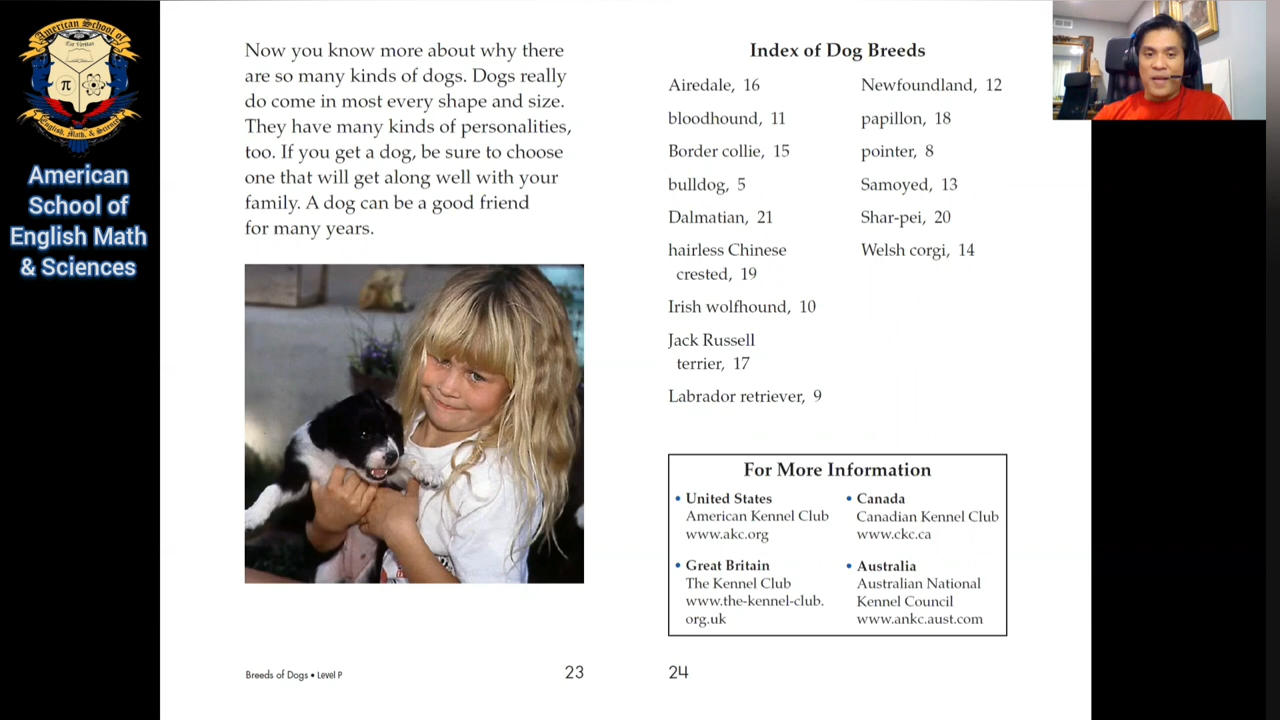 American School of
English, Math, & Sciences
American
School of
English Math
& Sciences
Now you know more about why there
are so many kinds of dogs. Dogs really
do come in most every shape and size.
They have many kinds of personalities,
too. If you get a dog, be sure to choose
one that will get along well with your
family. A dog can be a good friend
for many years.
Breeds of Dogs • Level P
23
Index of Dog Breeds
Airedale, 16
bloodhound, 11
Border collie, 15
bulldog, 5
Dalmatian, 21
hairless Chinese
crested, 19
Irish wolfhound, 10
Jack Russell
terrier, 17
Labrador retriever, 9
Newfoundland, 12
papillon, 18
pointer, 8
Samoyed, 13
Shar-pei, 20
Welsh corgi, 14
For More Information
• United States
American Kennel Club
www.akc.org
• Great Britain
The Kennel Club
www.the-kennel-club.
org.uk
• Canada
Canadian Kennel Club
www.ckc.ca
• Australia
Australian National
Kennel Council
www.ankc.aust.com
24